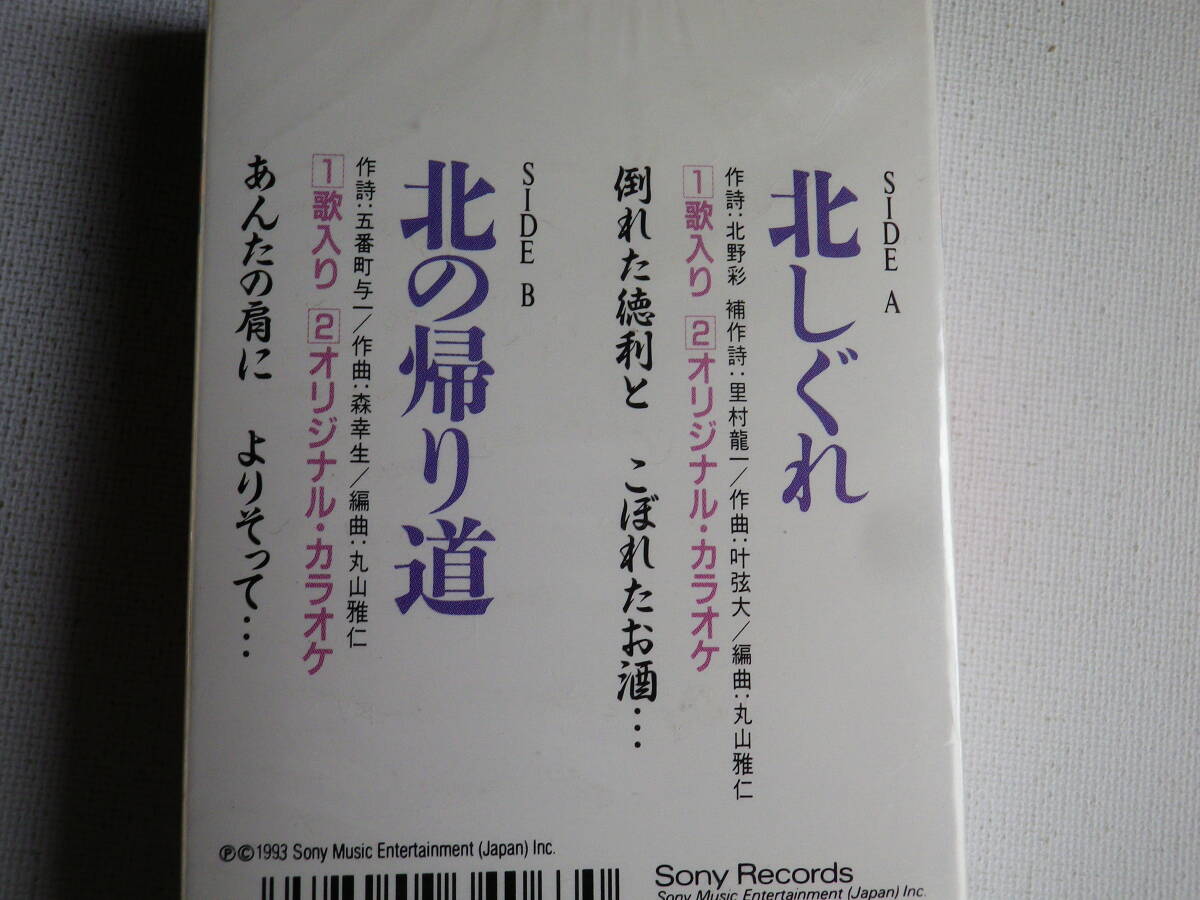 SIDE A
北しぐれ
作詩:北野彩 補作詩:里村龍一/作曲:叶弦大/編曲:丸山雅仁
1歌入り 2オリジナル・カラオケ
倒れた徳利と こぼれたお酒…
SIDE B
北の帰り道
作詩:五番町与一/作曲:森幸生/編曲:丸山雅仁
1歌入り 2オリジナル・カラオケ
あんたの肩に よりそって…
℗©1993 Sony Music Entertainment (Japan) Inc.
Sony Records
Sony Music Entertainment (Japan) Inc.